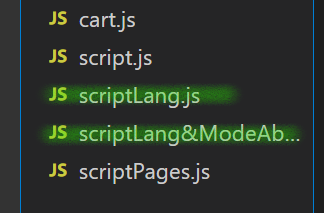 JS cart.js
JS script.js
JS scriptLang.js
JS scriptLang&ModeAb...
JS scriptPages.js